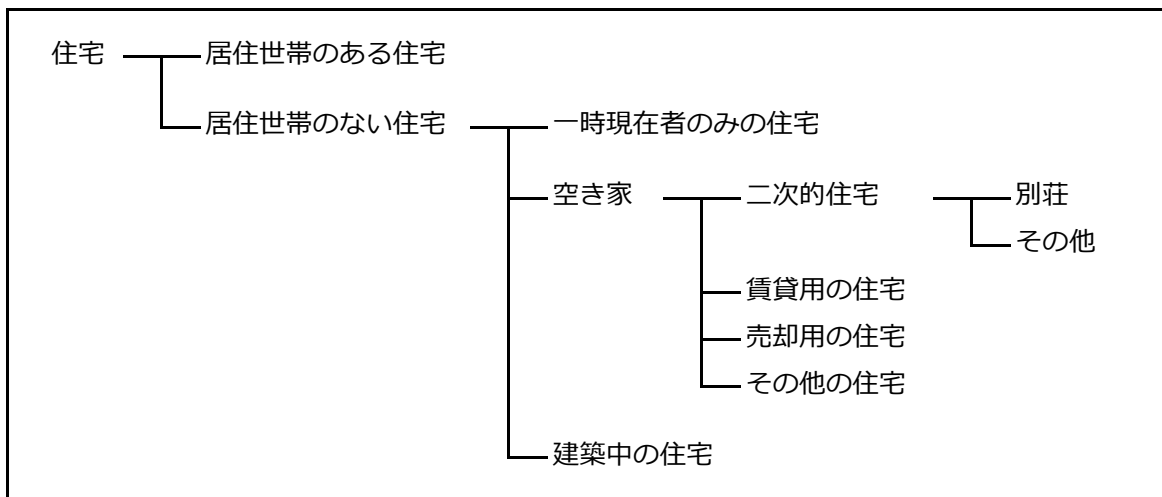 住宅 居住世帯のある住宅
居住世帯のない住宅 一時現在者のみの住宅
空き家 二次的住宅 別荘
その他
賃貸用の住宅
売却用の住宅
その他の住宅
建築中の住宅